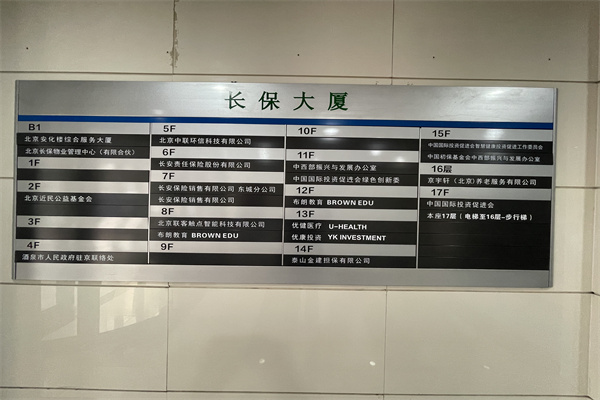 长保大厦
B1
北京安化楼综合服务大厦
北京长保物业管理中心（有限合伙）
1F
2F
北京近民公益基金会
3F
4F
酒泉市人民政府驻京联络处
5F
北京中联环信科技有限公司
6F
长安责任保险股份有限公司
7F
长安保险销售有限公司 东城分公司
长安保险销售有限公司
8F
北京联客触点智能科技有限公司
布朗教育 BROWN EDU
9F
10F
11F
中西部振兴与发展办公室
中国国际投资促进会绿色创新委
12F
布朗教育 BROWN EDU
13F
优健医疗 U-HEALTH
优康投资 YK INVESTMENT
14F
泰山金建担保有限公司
15F
中国国际投资促进会智慧健康投资促进工作委员会
中国初保基金会中西部振兴与发展办公室
16层
京宇轩（北京）养老服务有限公司
17F
中国国际投资促进会
本座17层（电梯至16层-步行梯）